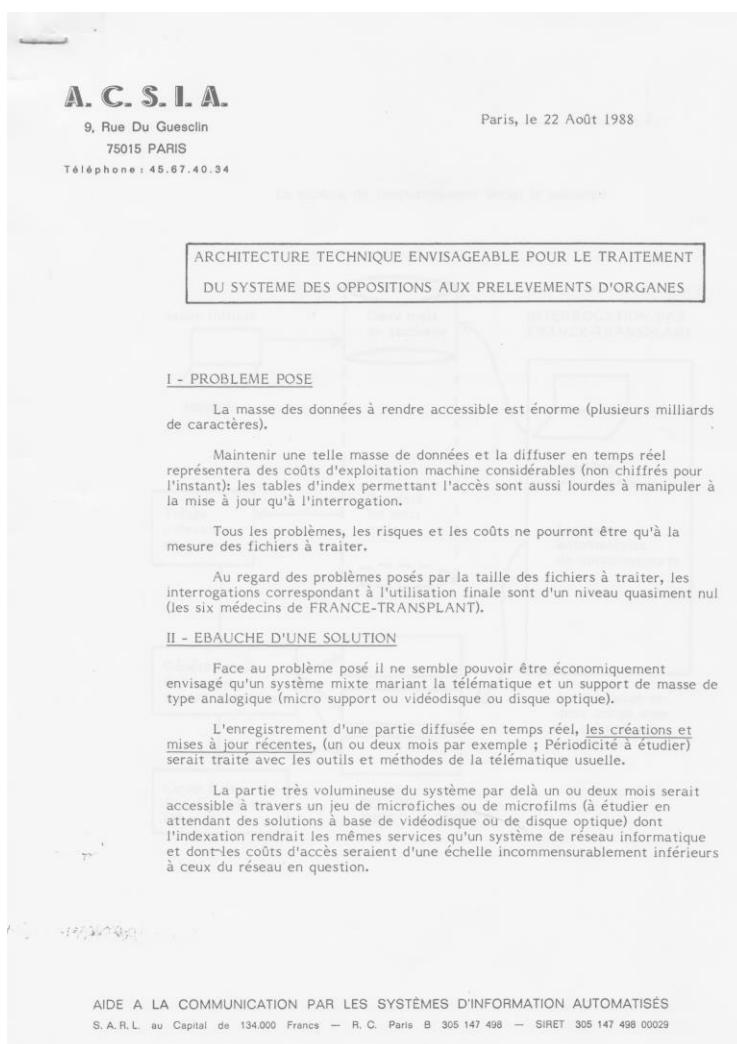 A. C. S. I. A.
9, Rue Du Guesclin
75015 PARIS
Téléphone : 45.67.40.34
Paris, le 22 Août 1988
ARCHITECTURE TECHNIQUE ENVISAGEABLE POUR LE TRAITEMENT
DU SYSTEME DES OPPOSITIONS AUX PRELEVEMENTS D'ORGANES
I - PROBLEME POSE
La masse des données à rendre accessible est énorme (plusieurs milliards
de caractères).
Maintenir une telle masse de données et la diffuser en temps réel
représentera des coûts d'exploitation machine considérables (non chiffrés pour
l'instant): les tables d'index permettant l'accès sont aussi lourdes à manipuler à
la mise à jour qu'à l'interrogation.
Tous les problèmes, les risques et les coûts ne pourront être qu'à la
mesure des fichiers à traiter.
Au regard des problèmes posés par la taille des fichiers à traiter, les
interrogations correspondant à l'utilisation finale sont d'un niveau quasiment nul
(les six médecins de FRANCE-TRANSPLANT).
II - EBAUCHE D'UNE SOLUTION
Face au problème posé il ne semble pouvoir être économiquement
envisagé qu'un système mixte mariant la télématique et un support de masse de
type analogique (micro support ou vidéodisque ou disque optique).
L'enregistrement d'une partie diffusée en temps réel, les créations et
mises à jour récentes, (un ou deux mois par exemple ; Périodicité à étudier)
serait traité avec les outils et méthodes de la télématique usuelle.
La partie très volumineuse du système par delà un ou deux mois serait
accessible à travers un jeu de microfiches ou de microfilms (à étudier en
attendant des solutions à base de vidéodisque ou de disque optique) dont
l'indexation rendrait les mêmes services qu'un système de réseau informatique
et dont les coûts d'accès seraient d'une échelle incommensurablement inférieurs
à ceux du réseau en question.
AIDE A LA COMMUNICATION PAR LES SYSTÈMES D'INFORMATION AUTOMATISÉS
S. A. R. L. au Capital de 134.000 Francs — R. C. Paris B 305 147 498 — SIRET 305 147 498 00029